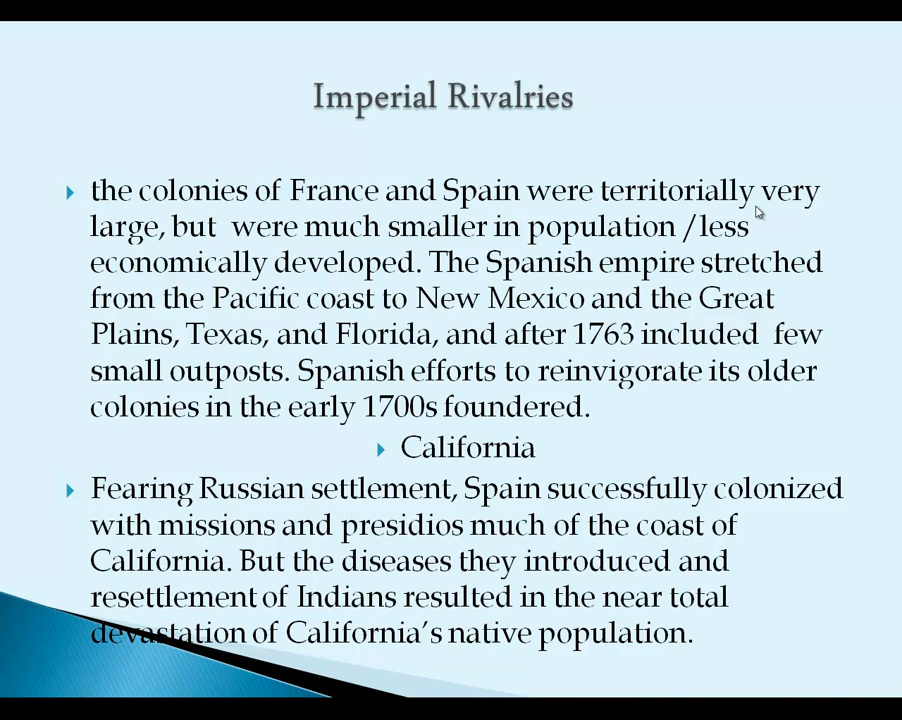 Imperial Rivalries
the colonies of France and Spain were territorially very
large, but were much smaller in population /less
economically developed. The Spanish empire stretched
from the Pacific coast to New Mexico and the Great
Plains, Texas, and Florida, and after 1763 included few
small outposts. Spanish efforts to reinvigorate its older
colonies in the early 1700s foundered.
California
Fearing Russian settlement, Spain successfully colonized
with missions and presidios much of the coast of
California. But the diseases they introduced and
resettlement of Indians resulted in the near total
devastation of California's native population.